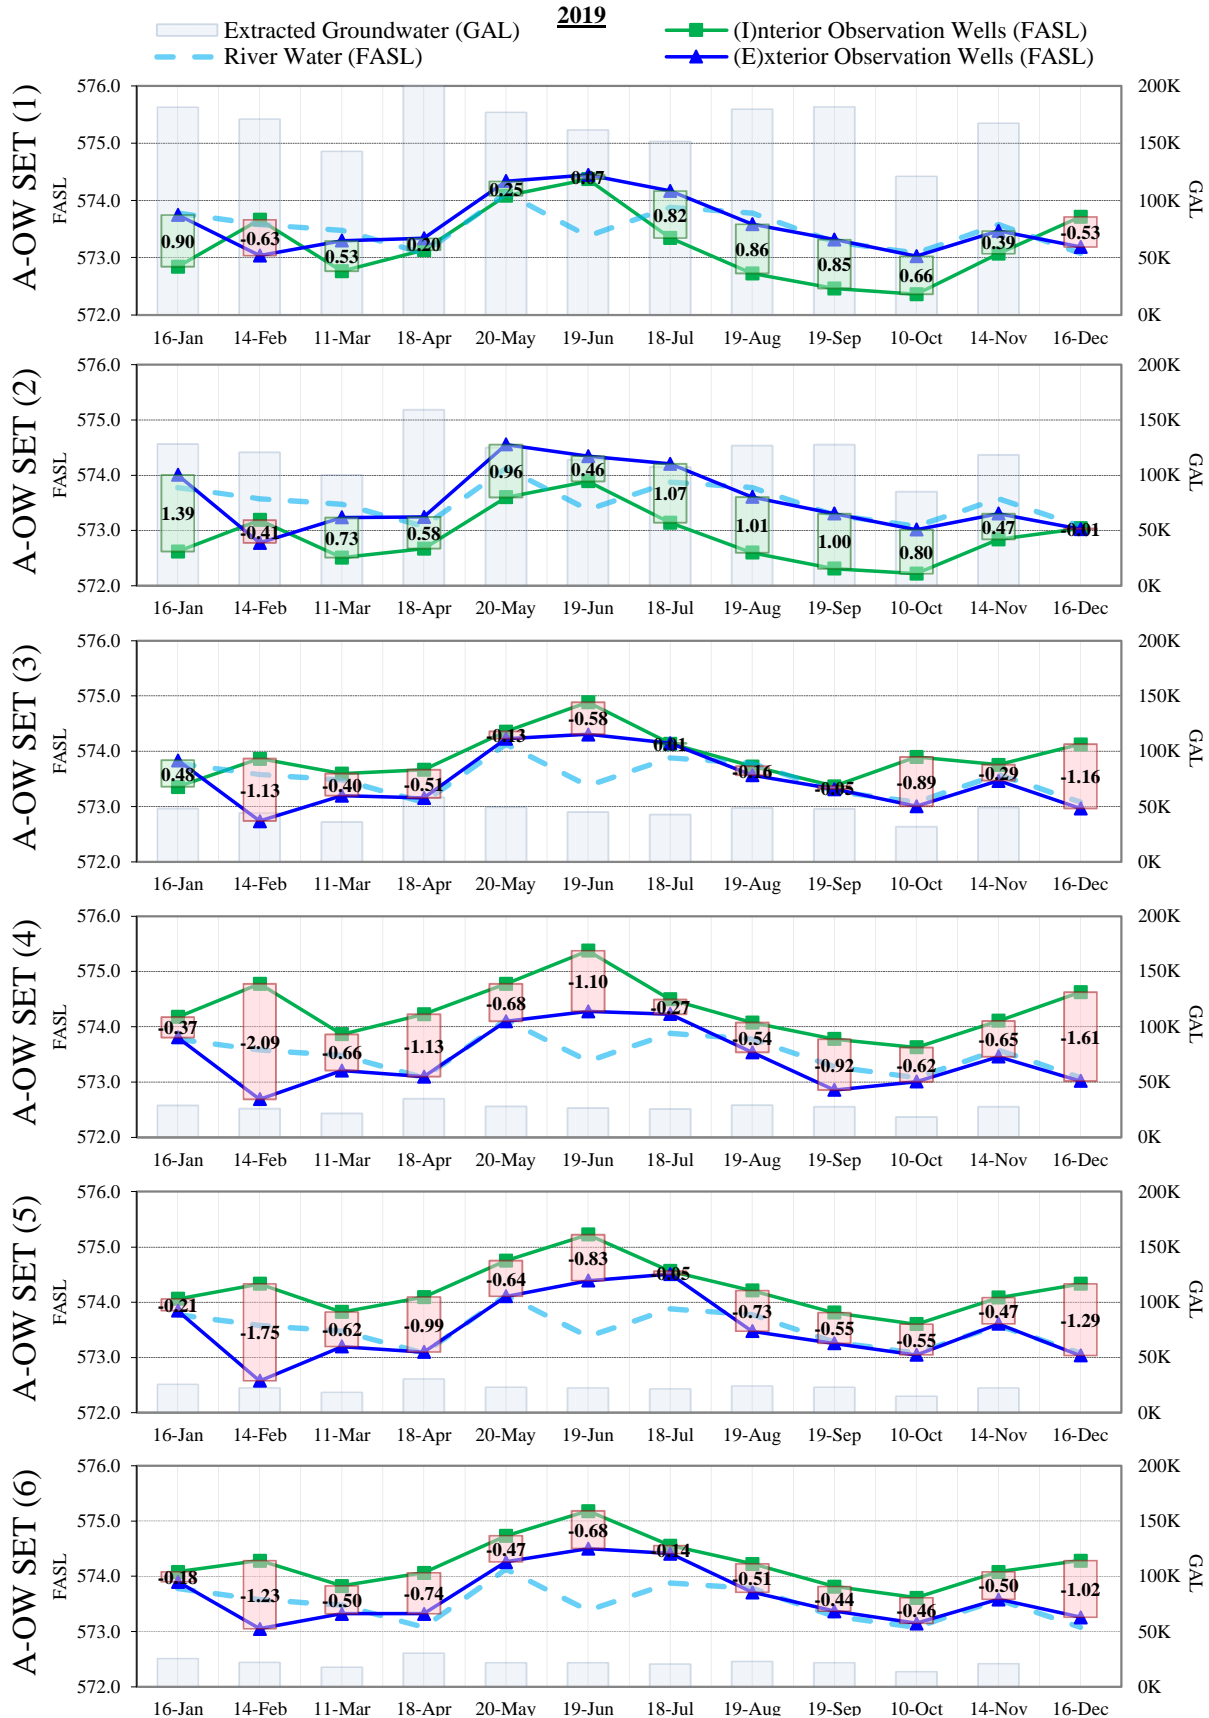 2019
Extracted Groundwater (GAL)
(I)nterior Observation Wells (FASL)
River Water (FASL)
(E)xterior Observation Wells (FASL)
A-OW SET (1)
FASL
576.0
575.0
574.0
573.0
572.0
0.90 -0.63 0.53 0.20 0.25 0.07 0.82 0.86 0.85 0.66 0.39 -0.53
200K
150K
100K
50K
0K
GAL
16-Jan 14-Feb 11-Mar 18-Apr 20-May 19-Jun 18-Jul 19-Aug 19-Sep 10-Oct 14-Nov 16-Dec
A-OW SET (2)
FASL
576.0
575.0
574.0
573.0
572.0
1.39 -0.41 0.73 0.58 0.96 0.46 1.07 1.01 1.00 0.80 0.47 -0.01
200K
150K
100K
50K
0K
GAL
16-Jan 14-Feb 11-Mar 18-Apr 20-May 19-Jun 18-Jul 19-Aug 19-Sep 10-Oct 14-Nov 16-Dec
A-OW SET (3)
FASL
576.0
575.0
574.0
573.0
572.0
0.48 -1.13 -0.40 -0.51 -0.13 -0.58 0.01 -0.16 -0.05 -0.89 -0.29 -1.16
200K
150K
100K
50K
0K
GAL
16-Jan 14-Feb 11-Mar 18-Apr 20-May 19-Jun 18-Jul 19-Aug 19-Sep 10-Oct 14-Nov 16-Dec
A-OW SET (4)
FASL
576.0
575.0
574.0
573.0
572.0
-0.37 -2.09 -0.66 -1.13 -0.68 -1.10 -0.27 -0.54 -0.92 -0.62 -0.65 -1.61
200K
150K
100K
50K
0K
GAL
16-Jan 14-Feb 11-Mar 18-Apr 20-May 19-Jun 18-Jul 19-Aug 19-Sep 10-Oct 14-Nov 16-Dec
A-OW SET (5)
FASL
576.0
575.0
574.0
573.0
572.0
-0.21 -1.75 -0.62 -0.99 -0.64 -0.83 -0.05 -0.73 -0.55 -0.55 -0.47 -1.29
200K
150K
100K
50K
0K
GAL
16-Jan 14-Feb 11-Mar 18-Apr 20-May 19-Jun 18-Jul 19-Aug 19-Sep 10-Oct 14-Nov 16-Dec
A-OW SET (6)
FASL
576.0
575.0
574.0
573.0
572.0
-0.18 -1.23 -0.50 -0.74 -0.47 -0.68 -0.14 -0.51 -0.44 -0.46 -0.50 -1.02
200K
150K
100K
50K
0K
GAL
16-Jan 14-Feb 11-Mar 18-Apr 20-May 19-Jun 18-Jul 19-Aug 19-Sep 10-Oct 14-Nov 16-Dec